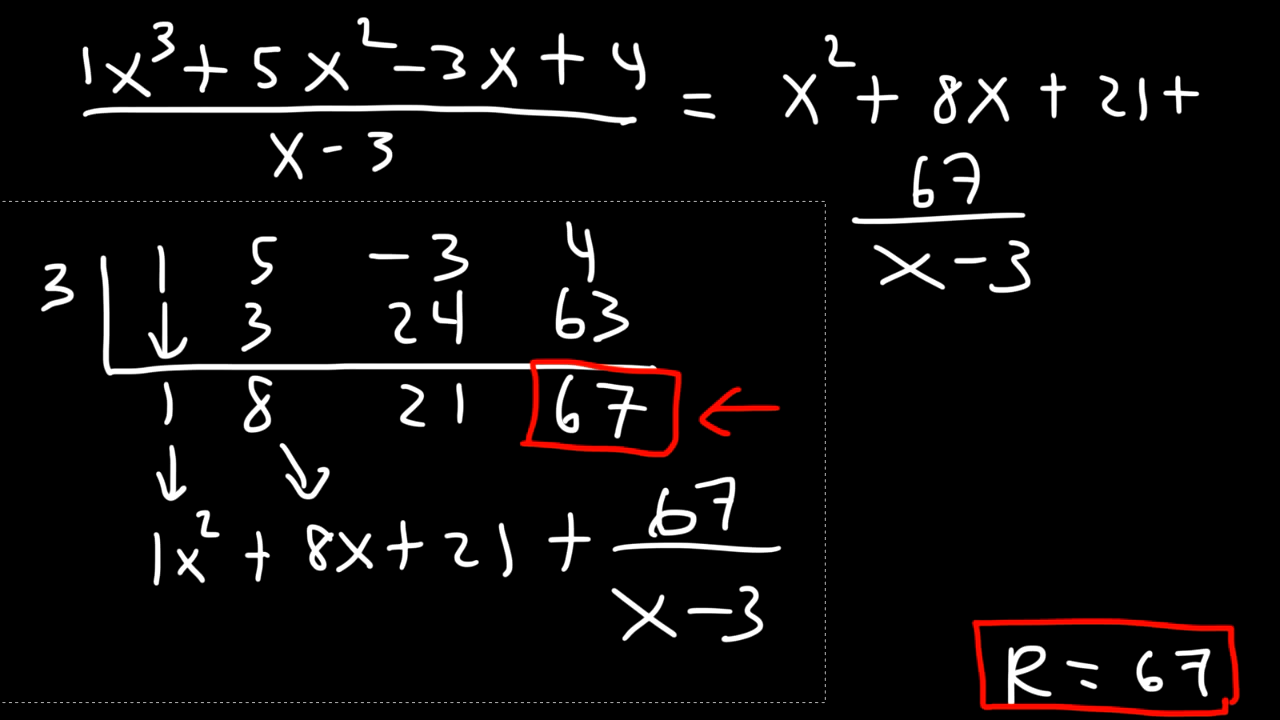 1x³ + 5x² - 3x + 4 = x² + 8x + 21 +
x - 3
67
x - 3
3 1 5 -3 4
↓ 3 24 63
1 8 21 67 ←
↓ ↘
1x² + 8x + 21 + 67
x - 3
R = 67